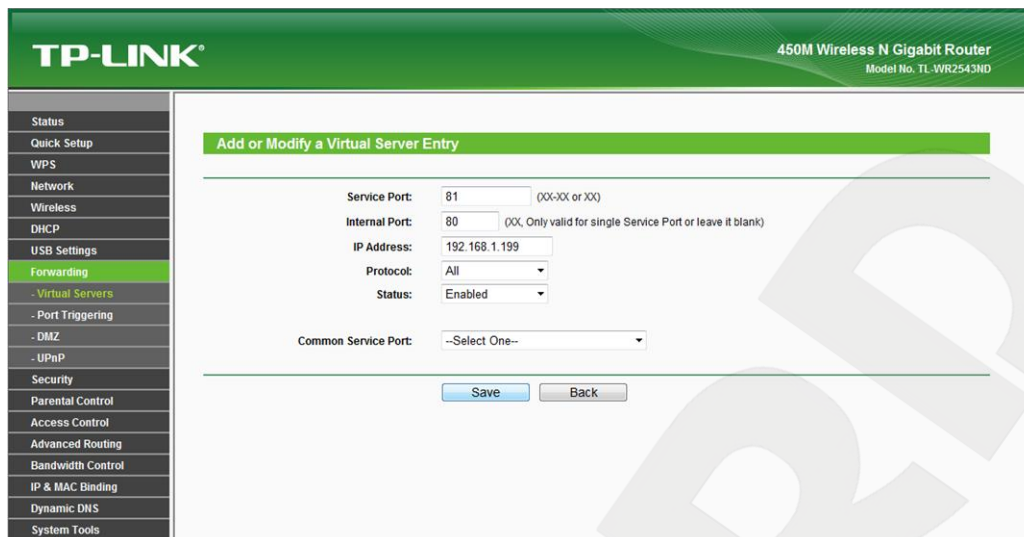 TP-LINK®
450M Wireless N Gigabit Router
Model No. TL-WR2543ND
Status
Quick Setup
WPS
Network
Wireless
DHCP
USB Settings
Forwarding
- Virtual Servers
- Port Triggering
- DMZ
- UPnP
Security
Parental Control
Access Control
Advanced Routing
Bandwidth Control
IP & MAC Binding
Dynamic DNS
System Tools
Add or Modify a Virtual Server Entry
Service Port: 81 (XX-XX or XX)
Internal Port: 80 (XX, Only valid for single Service Port or leave it blank)
IP Address: 192.168.1.199
Protocol: All
Status: Enabled
Common Service Port: --Select One--
Save Back